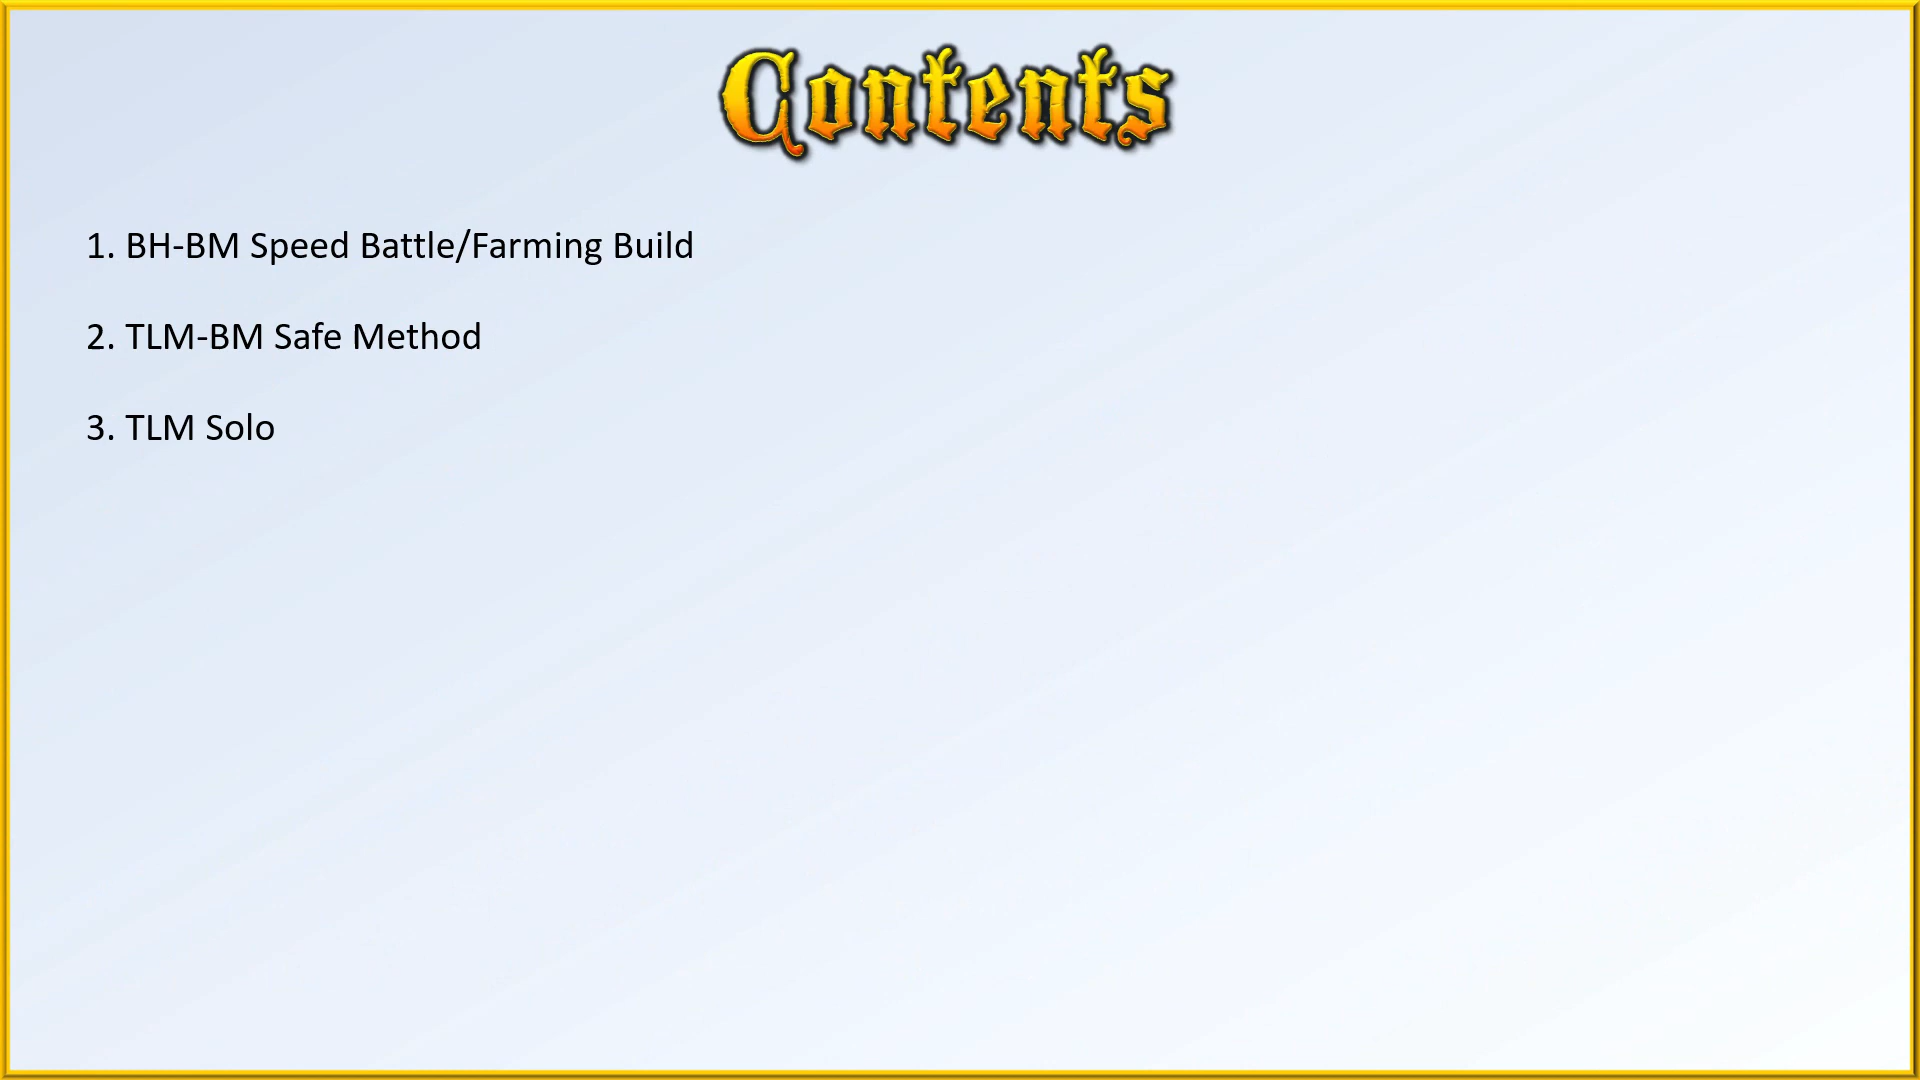 Contents
1. BH-BM Speed Battle/Farming Build
2. TLM-BM Safe Method
3. TLM Solo